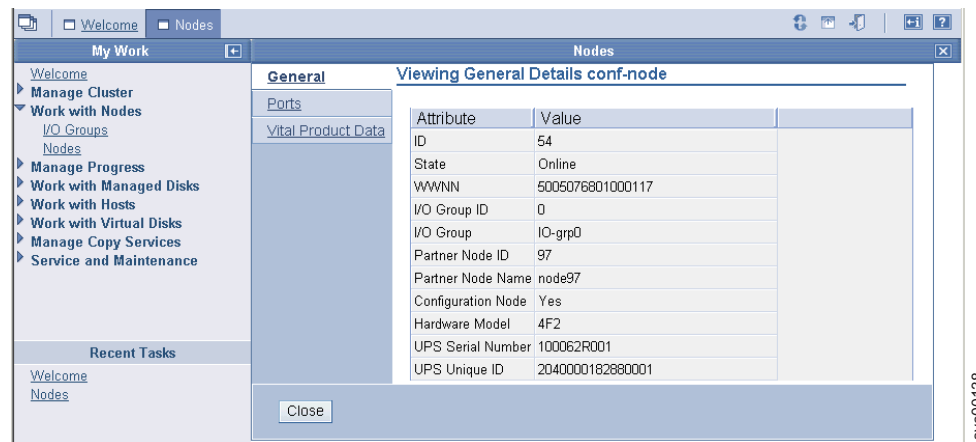 Welcome
Nodes
My Work
Nodes
Welcome
Manage Cluster
Work with Nodes
I/O Groups
Nodes
Manage Progress
Work with Managed Disks
Work with Hosts
Work with Virtual Disks
Manage Copy Services
Service and Maintenance
Recent Tasks
Welcome
Nodes
General
Ports
Vital Product Data
Viewing General Details conf-node
Attribute Value
ID 54
State Online
WWNN 5005076801000117
I/O Group ID 0
I/O Group IO-grp0
Partner Node ID 97
Partner Node Name node97
Configuration Node Yes
Hardware Model 4F2
UPS Serial Number 100062R001
UPS Unique ID 2040000182880001
Close